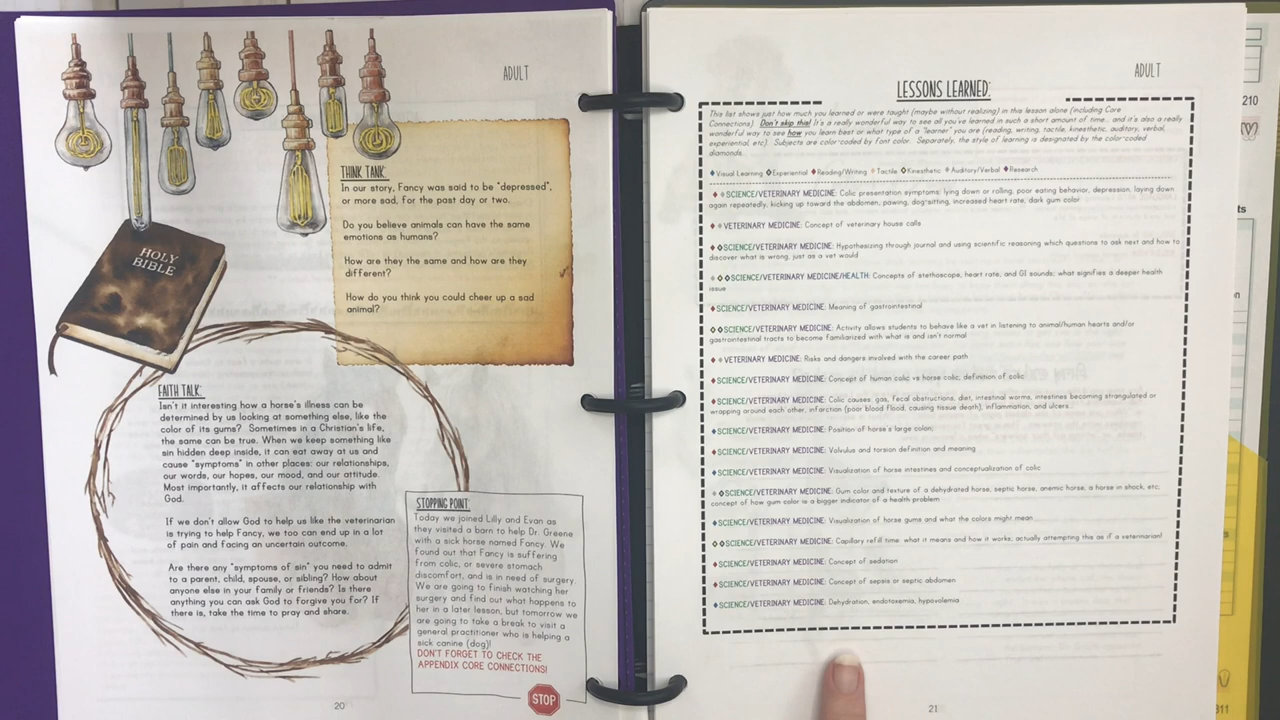 ADULT
HOLY
BIBLE
THINK TANK:
In our story, Fancy was said to be "depressed",
or more sad, for the past day or two.
Do you believe animals can have the same
emotions as humans?
How are they the same and how are they
different?
How do you think you could cheer up a sad
animal?
FAITH TALK:
Isn't it interesting how a horse's illness can be
determined by us looking at something else, like the
color of its gums? Sometimes in a Christian's life,
the same can be true. When we keep something like
sin hidden deep inside, it can eat away at us and
cause "symptoms" in other places: our relationships,
our words, our hopes, our mood, and our attitude.
Most importantly, it affects our relationship with
God.
If we don't allow God to help us like the veterinarian
is trying to help Fancy, we too can end up in a lot
of pain and facing an uncertain outcome.
Are there any "symptoms of sin" you need to admit
to a parent, child, spouse, or sibling? How about
anyone else in your family or friends? Is there
anything you can ask God to forgive you for? If
there is, take the time to pray and share.
STOPPING POINT:
Today we joined Lilly and Evan as
they visited a barn to help Dr. Greene
with a sick horse named Fancy. We
found out that Fancy is suffering
from colic, or severe stomach
discomfort, and is in need of surgery.
We are going to finish watching her
surgery and find out what happens to
her in a later lesson, but tomorrow we
are going to take a break to visit a
general practitioner who is helping a
sick canine (dog)!
DON'T FORGET TO CHECK THE
APPENDIX CORE CONNECTIONS!
STOP
20
ADULT
LESSONS LEARNED:
This list shows just how much you learned or were taught (maybe without realizing) in this lesson alone (including Core
Connections). Don't skip this! It's a really wonderful way to see all you've learned in such a short amount of time... and it's also a really
wonderful way to see how you learn best or what type of a "learner" you are (reading, writing, tactile, kinesthetic, auditory, verbal,
experiential, etc). Subjects are color-coded by font color. Separately, the style of learning is designated by the color-coded
diamonds...
Visual Learning Experiential Reading/Writing Tactile Kinesthetic Auditory/Verbal Research
SCIENCE/VETERINARY MEDICINE: Colic presentation symptoms: lying down or rolling, poor eating behavior, depression, laying down
again repeatedly, kicking up toward the abdomen, pawing, dog-sitting, increased heart rate, dark gum color
VETERINARY MEDICINE: Concept of veterinary house calls
SCIENCE/VETERINARY MEDICINE: Hypothesizing through journal and using scientific reasoning which questions to ask next and how to
discover what is wrong, just as a vet would
SCIENCE/VETERINARY MEDICINE/HEALTH: Concepts of stethoscope, heart rate, and GI sounds; what signifies a deeper health
issue
SCIENCE/VETERINARY MEDICINE: Meaning of gastrointestinal
SCIENCE/VETERINARY MEDICINE: Activity allows students to behave like a vet in listening to animal/human hearts and/or
gastrointestinal tracts to become familiarized with what is and isn't normal
VETERINARY MEDICINE: Risks and dangers involved with the career path
SCIENCE/VETERINARY MEDICINE: Concept of human colic vs horse colic, definition of colic
SCIENCE/VETERINARY MEDICINE: Colic causes: gas, fecal obstructions, diet, intestinal worms, intestines becoming strangulated or
wrapping around each other, infarction (poor blood flood, causing tissue death), inflammation, and ulcers...
SCIENCE/VETERINARY MEDICINE: Position of horse's large colon;
SCIENCE/VETERINARY MEDICINE: Volvulus and torsion definition and meaning
SCIENCE/VETERINARY MEDICINE: Visualization of horse intestines and conceptualization of colic
SCIENCE/VETERINARY MEDICINE: Gum color and texture of a dehydrated horse, septic horse, anemic horse, a horse in shock, etc;
concept of how gum color is a bigger indicator of a health problem
SCIENCE/VETERINARY MEDICINE: Visualization of horse gums and what the colors might mean
SCIENCE/VETERINARY MEDICINE: Capillary refill time: what it means and how it works; actually attempting this as if a veterinarian!
SCIENCE/VETERINARY MEDICINE: Concept of sedation
SCIENCE/VETERINARY MEDICINE: Concept of sepsis or septic abdomen
SCIENCE/VETERINARY MEDICINE: Dehydration, endotoxemia, hypovolemia
21
210
311